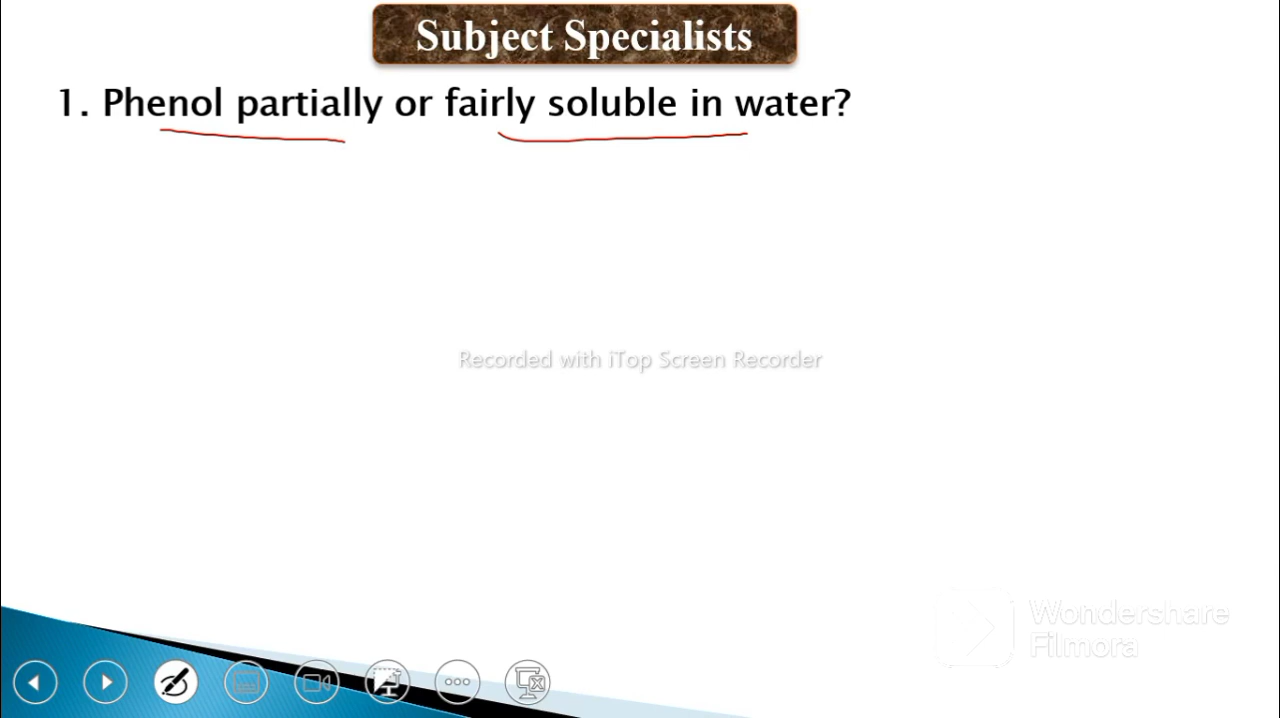 Subject Specialists
1. Phenol partially or fairly soluble in water?
Recorded with iTop Screen Recorder
Wondershare
Filmora